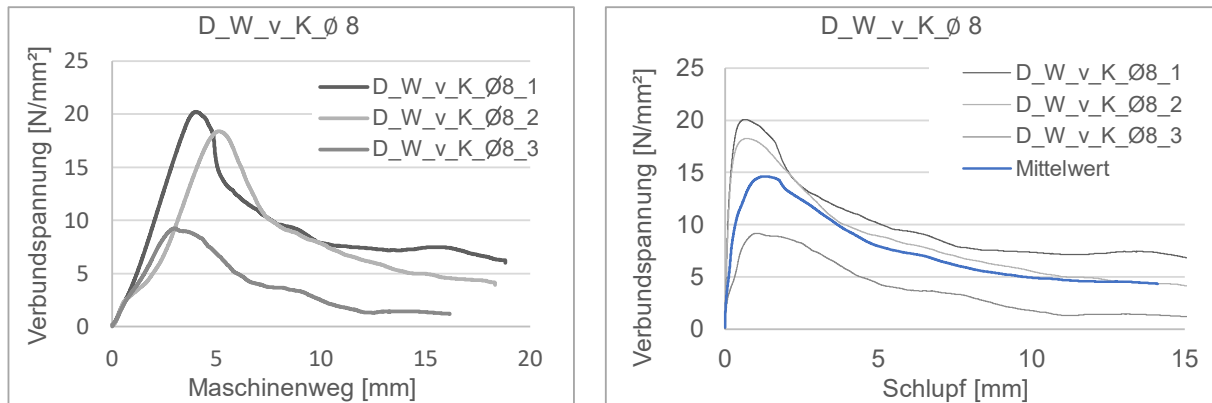 D_W_v_K_ø 8
Verbundspannung [N/mm²]
25
20
15
10
5
0
D_W_v_K_Ø8_1
D_W_v_K_Ø8_2
D_W_v_K_Ø8_3
0 5 10 15 20
Maschinenweg [mm]
D_W_v_K_ø 8
Verbundspannung [N/mm²]
25
20
15
10
5
0
D_W_v_K_Ø8_1
D_W_v_K_Ø8_2
D_W_v_K_Ø8_3
Mittelwert
0 5 10 15
Schlupf [mm]